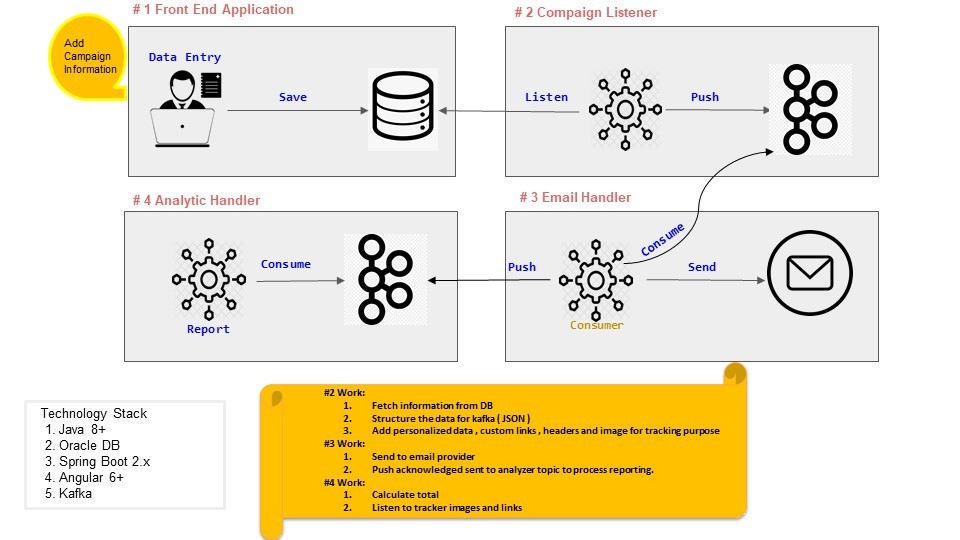 # 1 Front End Application
# 2 Compaign Listener
Add
Campaign
Information
Data Entry
Save
Listen
Push
# 4 Analytic Handler
# 3 Email Handler
Consume
Consume
Push
Send
Report
Consumer
#2 Work:
1. Fetch information from DB
2. Structure the data for kafka ( JSON )
3. Add personalized data , custom links , headers and image for tracking purpose
#3 Work:
1. Send to email provider
2. Push acknowledged sent to analyzer topic to process reporting.
#4 Work:
1. Calculate total
2. Listen to tracker images and links
Technology Stack
1. Java 8+
2. Oracle DB
3. Spring Boot 2.x
4. Angular 6+
5. Kafka